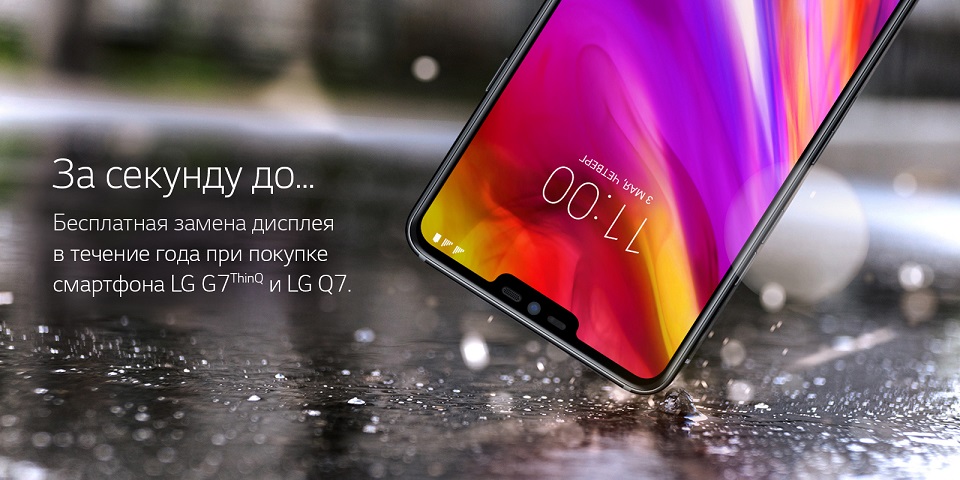 За секунду до...
Бесплатная замена дисплея
в течение года при покупке
смартфона LG G7ThinQ и LG Q7.
11:00
3 МАЯ, ЧЕТВЕРГ